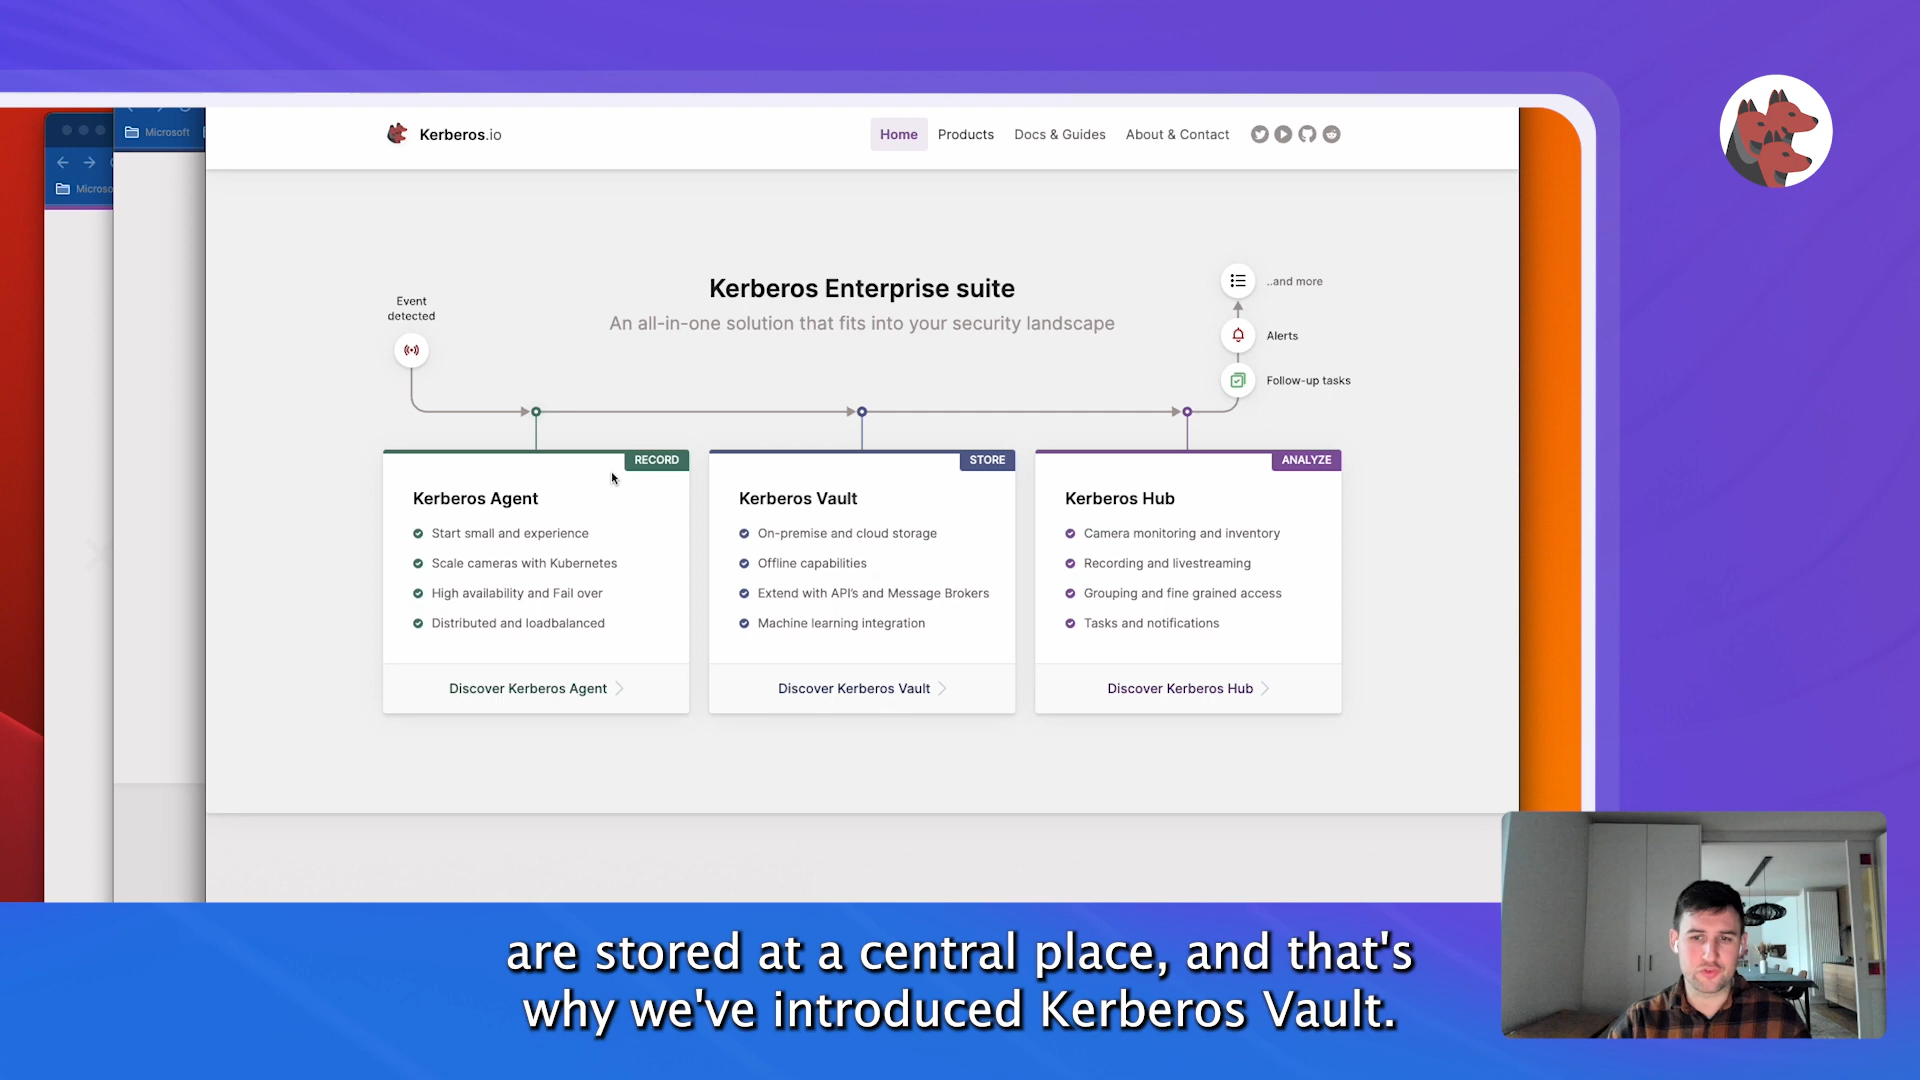 Microsoft
Microso
Kerberos.io
Home
Products
Docs & Guides
About & Contact
Kerberos Enterprise suite
An all-in-one solution that fits into your security landscape
Event
detected
..and more
Alerts
Follow-up tasks
RECORD
Kerberos Agent
Start small and experience
Scale cameras with Kubernetes
High availability and Fail over
Distributed and loadbalanced
Discover Kerberos Agent
STORE
Kerberos Vault
On-premise and cloud storage
Offline capabilities
Extend with API's and Message Brokers
Machine learning integration
Discover Kerberos Vault
ANALYZE
Kerberos Hub
Camera monitoring and inventory
Recording and livestreaming
Grouping and fine grained access
Tasks and notifications
Discover Kerberos Hub
are stored at a central place, and that's
why we've introduced Kerberos Vault.